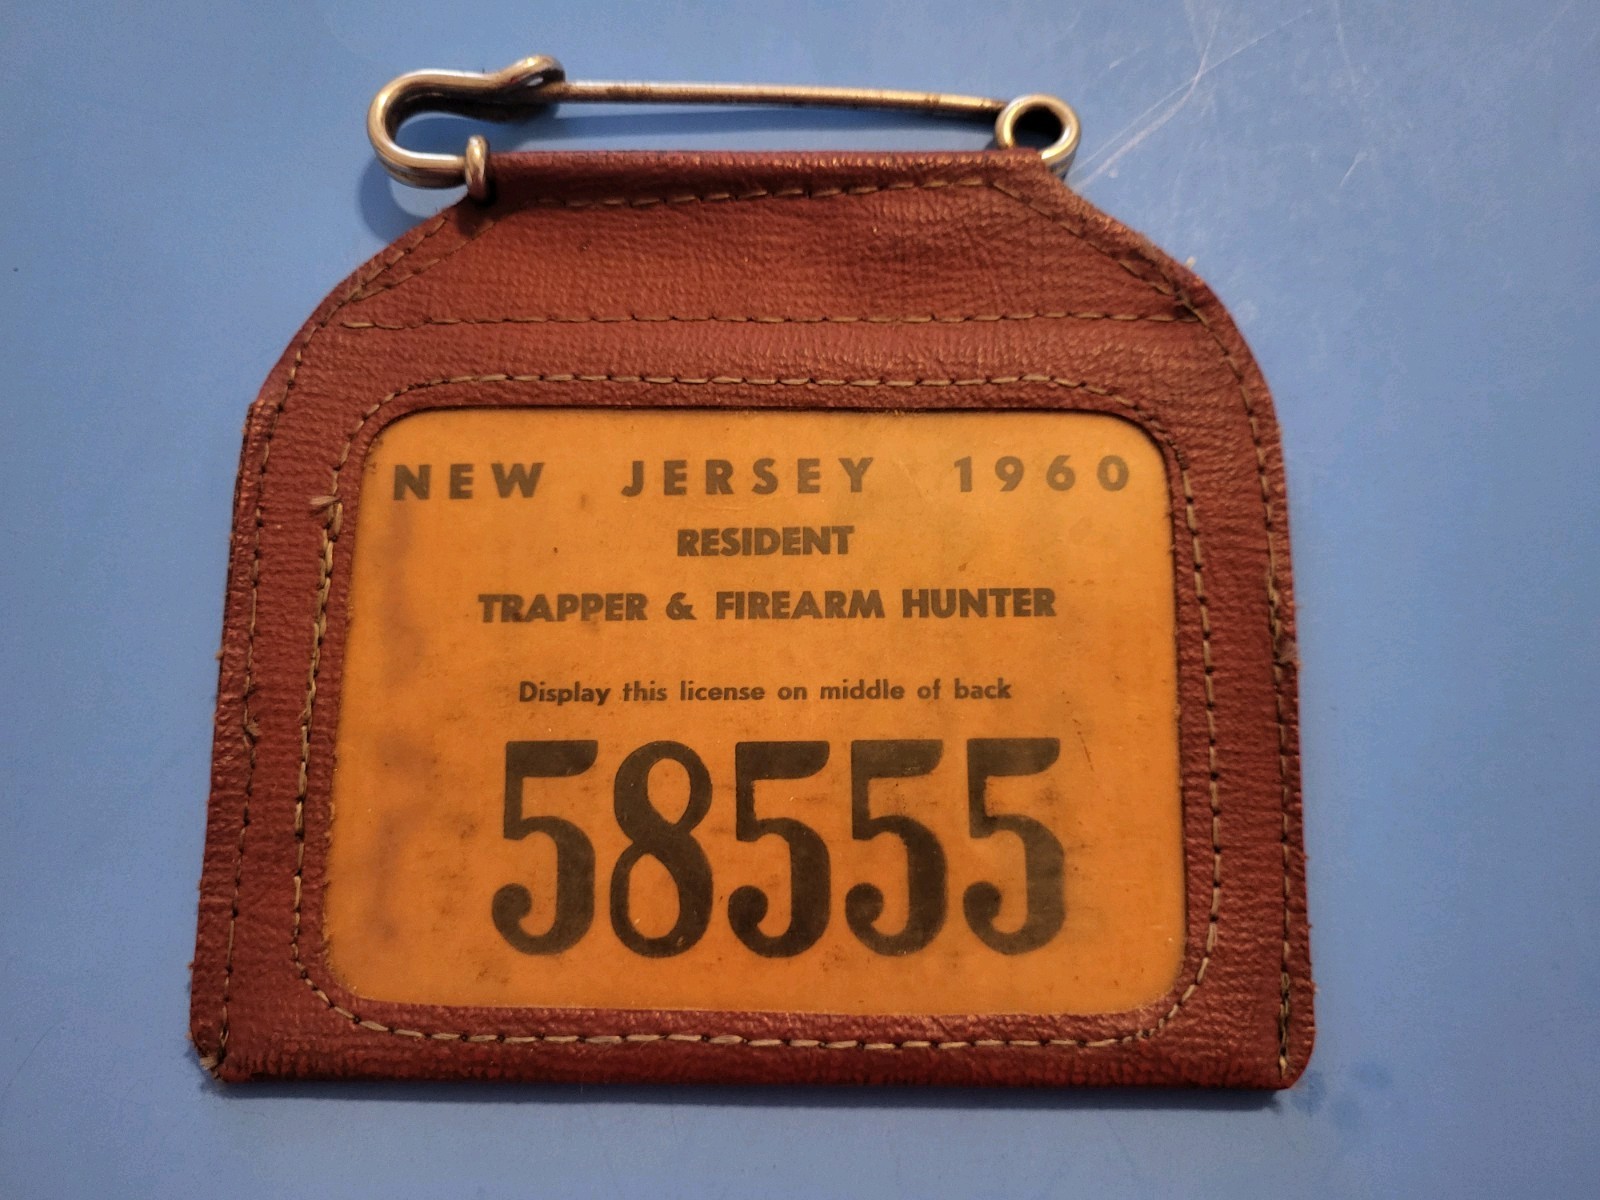 NEW JERSEY 1960
RESIDENT
TRAPPER & FIREARM HUNTER
Display this license on middle of back
58555